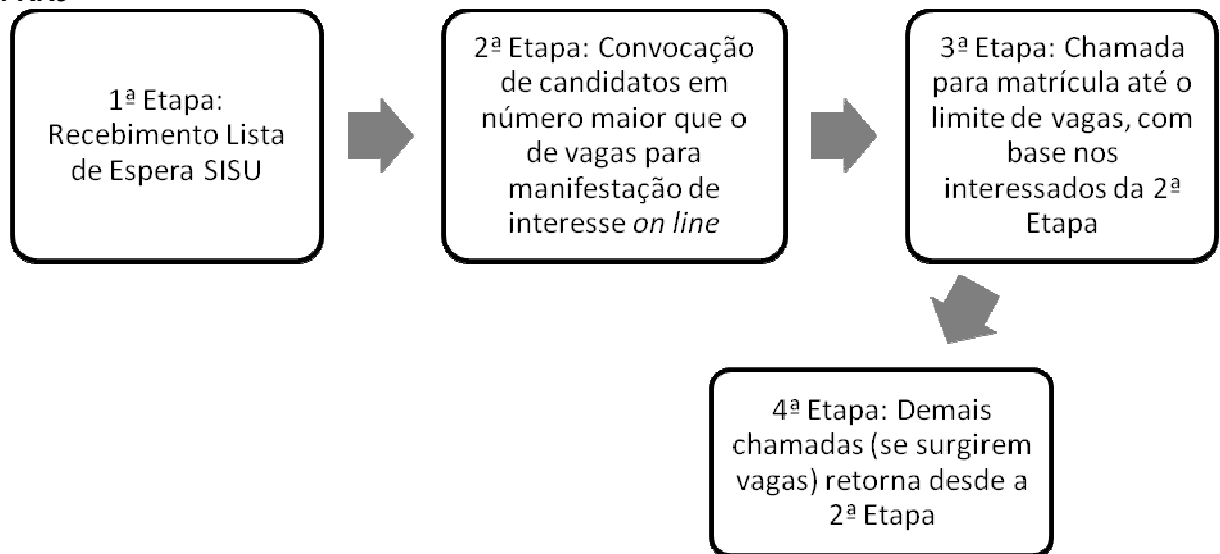 1ª Etapa:
Recebimento Lista
de Espera SISU
2ª Etapa: Convocação
de candidatos em
número maior que o
de vagas para
manifestação de
interesse on line
3ª Etapa: Chamada
para matrícula até o
limite de vagas, com
base nos
interessados da 2ª
Etapa
4ª Etapa: Demais
chamadas (se surgirem
vagas) retorna desde a
2ª Etapa